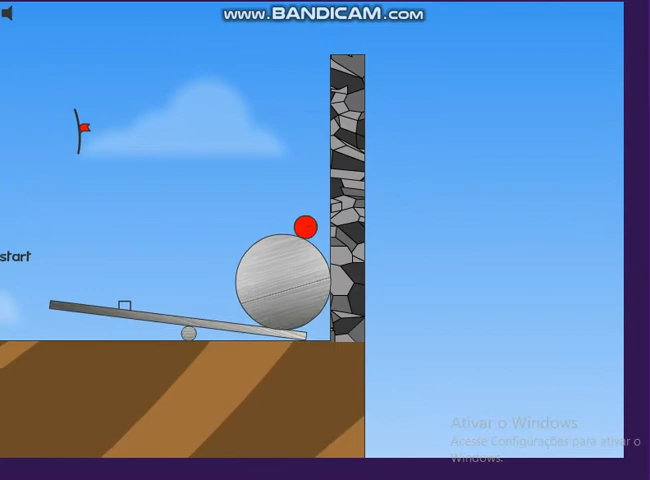 www.BANDICAM.com
start
Ativar o Windows
Acesse Configurações para ativar o
Windows.